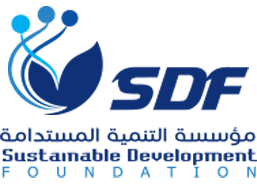 SDF
مؤسسة التنمية المستدامة
Sustainable Development
FOUNDATION